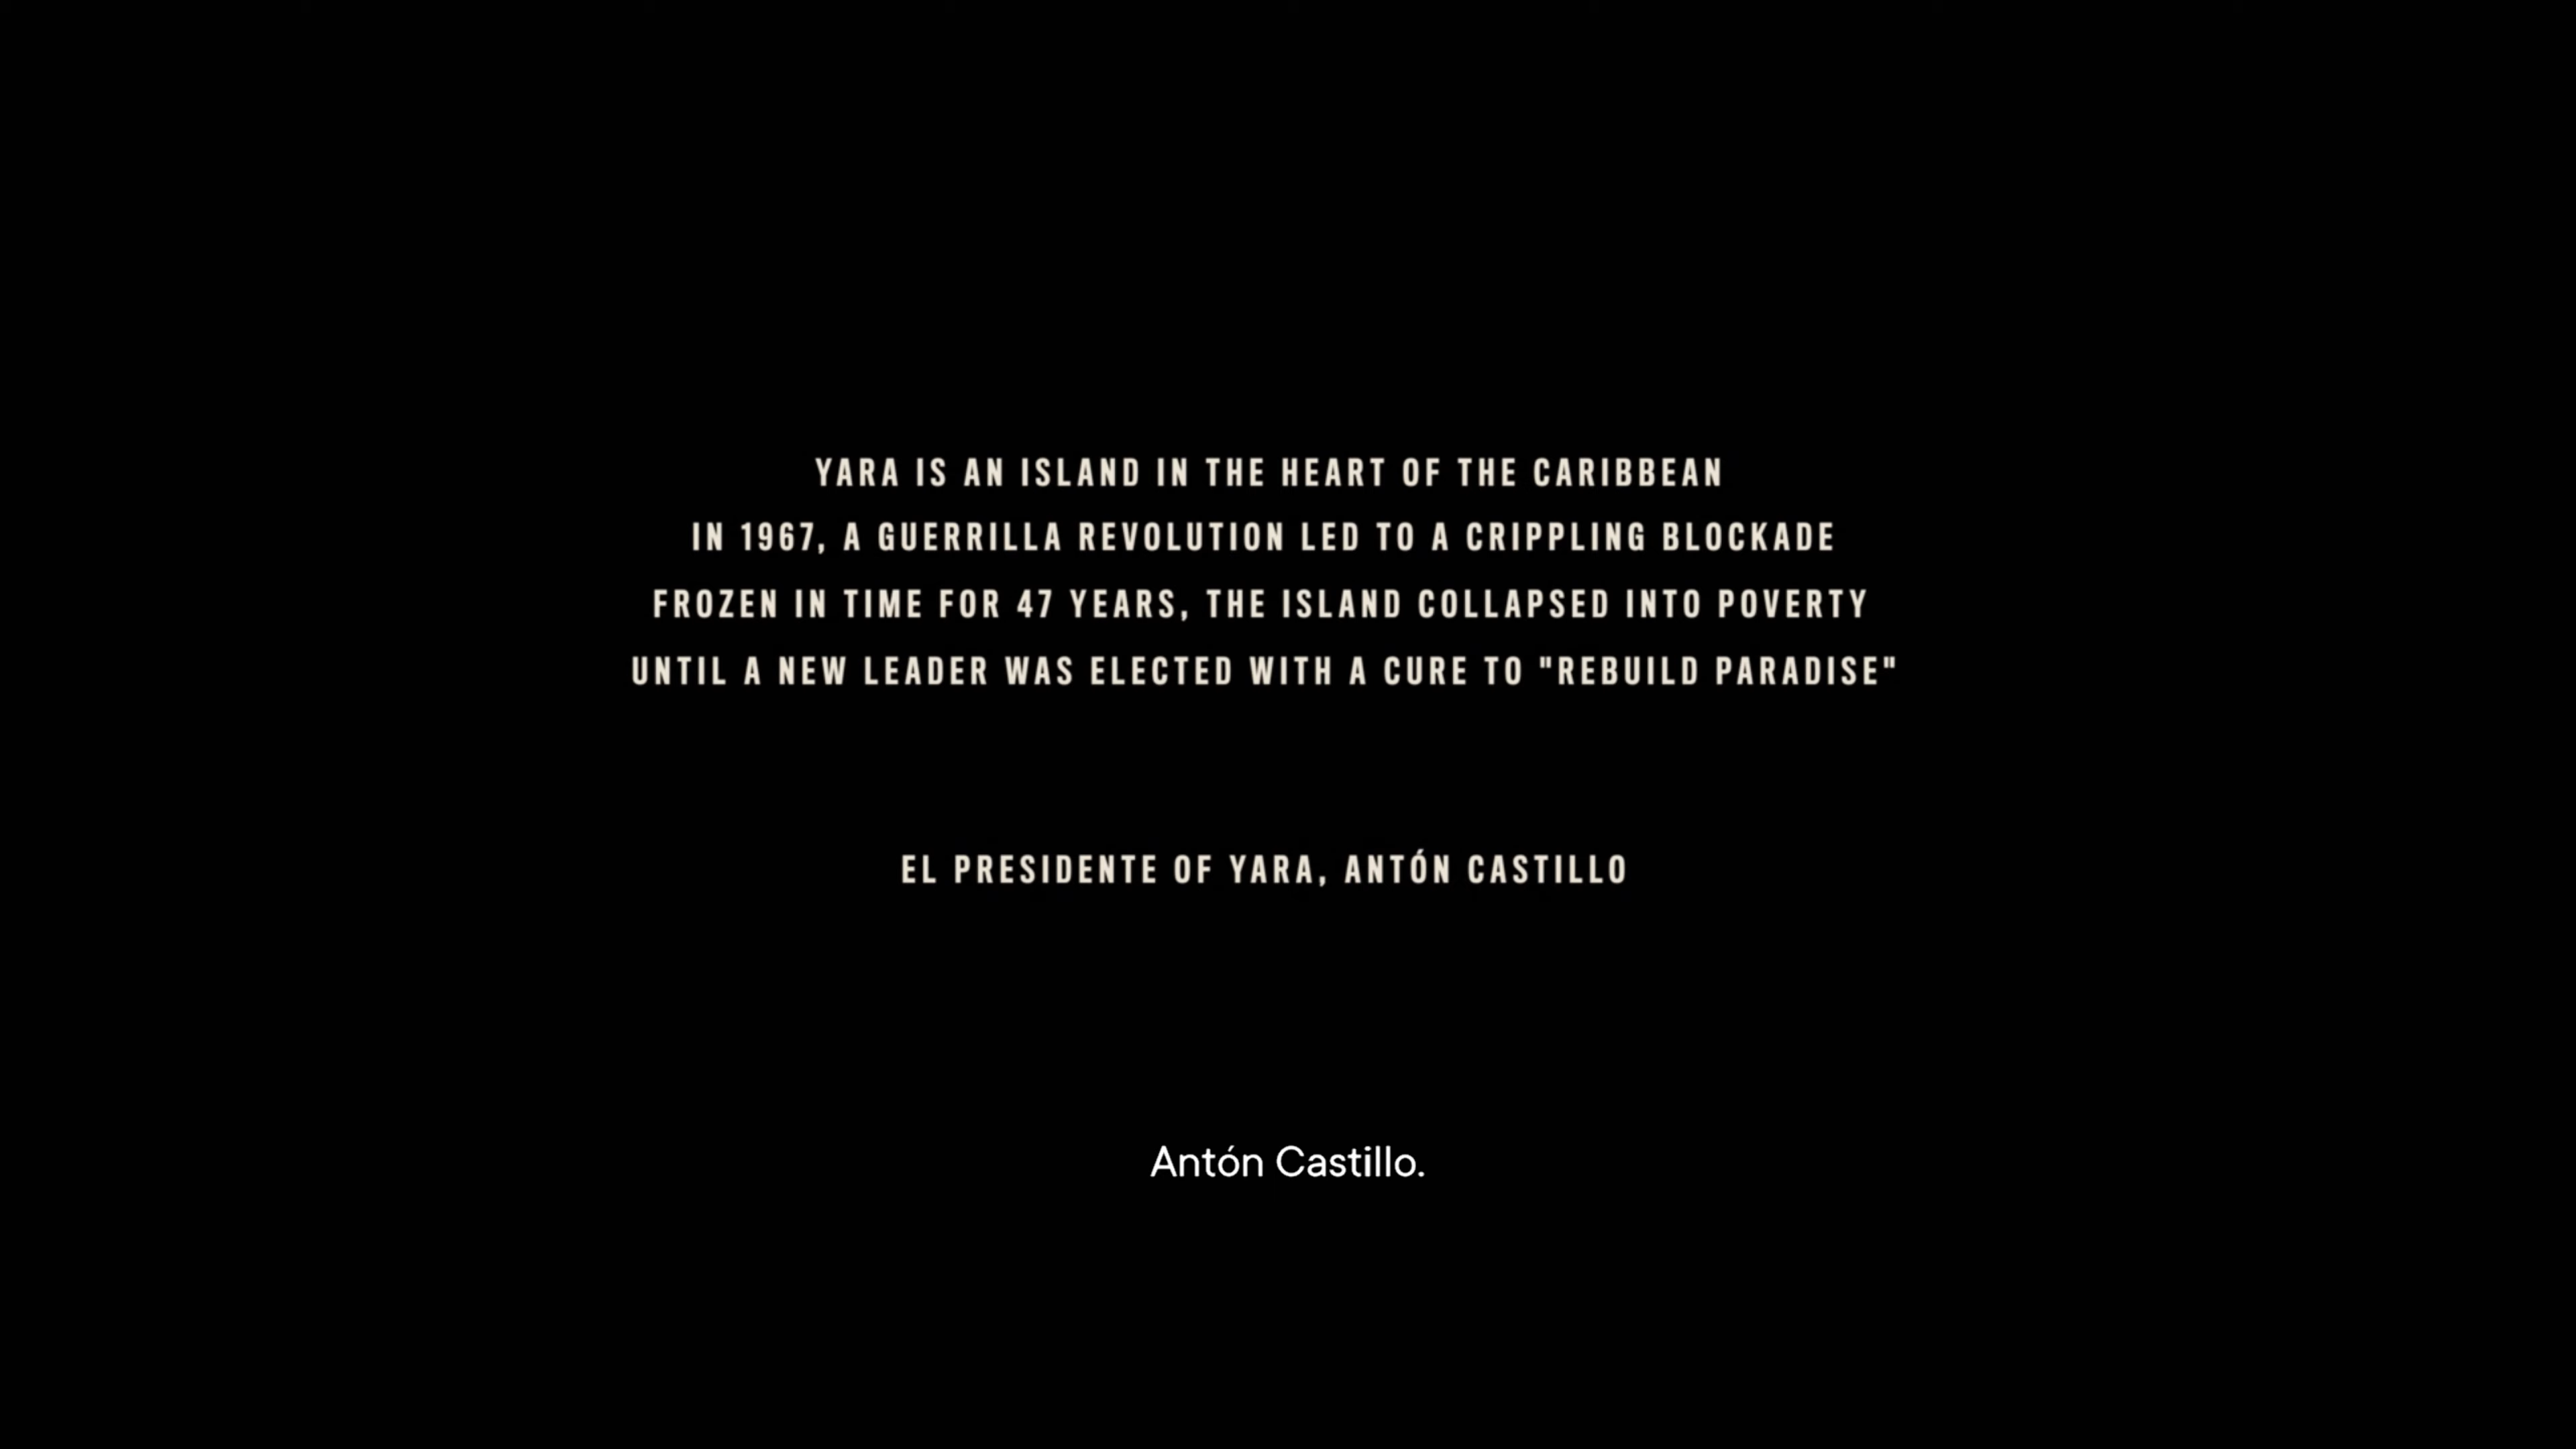 YARA IS AN ISLAND IN THE HEART OF THE CARIBBEAN
IN 1967, A GUERRILLA REVOLUTION LED TO A CRIPPLING BLOCKADE
FROZEN IN TIME FOR 47 YEARS, THE ISLAND COLLAPSED INTO POVERTY
UNTIL A NEW LEADER WAS ELECTED WITH A CURE TO "REBUILD PARADISE"
EL PRESIDENTE OF YARA, ANTÓN CASTILLO
Antón Castillo.